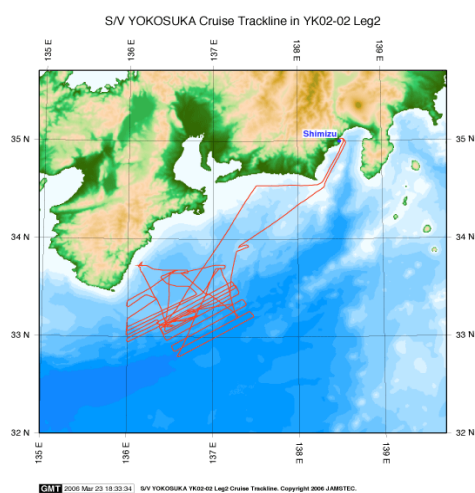 S/V YOKOSUKA Cruise Trackline in YK02-02 Leg2
135 E
136 E
137 E
138 E
139 E
35 N
35 N
Shimizu
34 N
34 N
33 N
33 N
32 N
32 N
135 E
136 E
137 E
138 E
139 E
GMT 2006 Mar 23 18:33:34 S/V YOKOSUKA YK02-02 Leg2 Cruise Trackline. Copyright 2006 JAMSTEC.